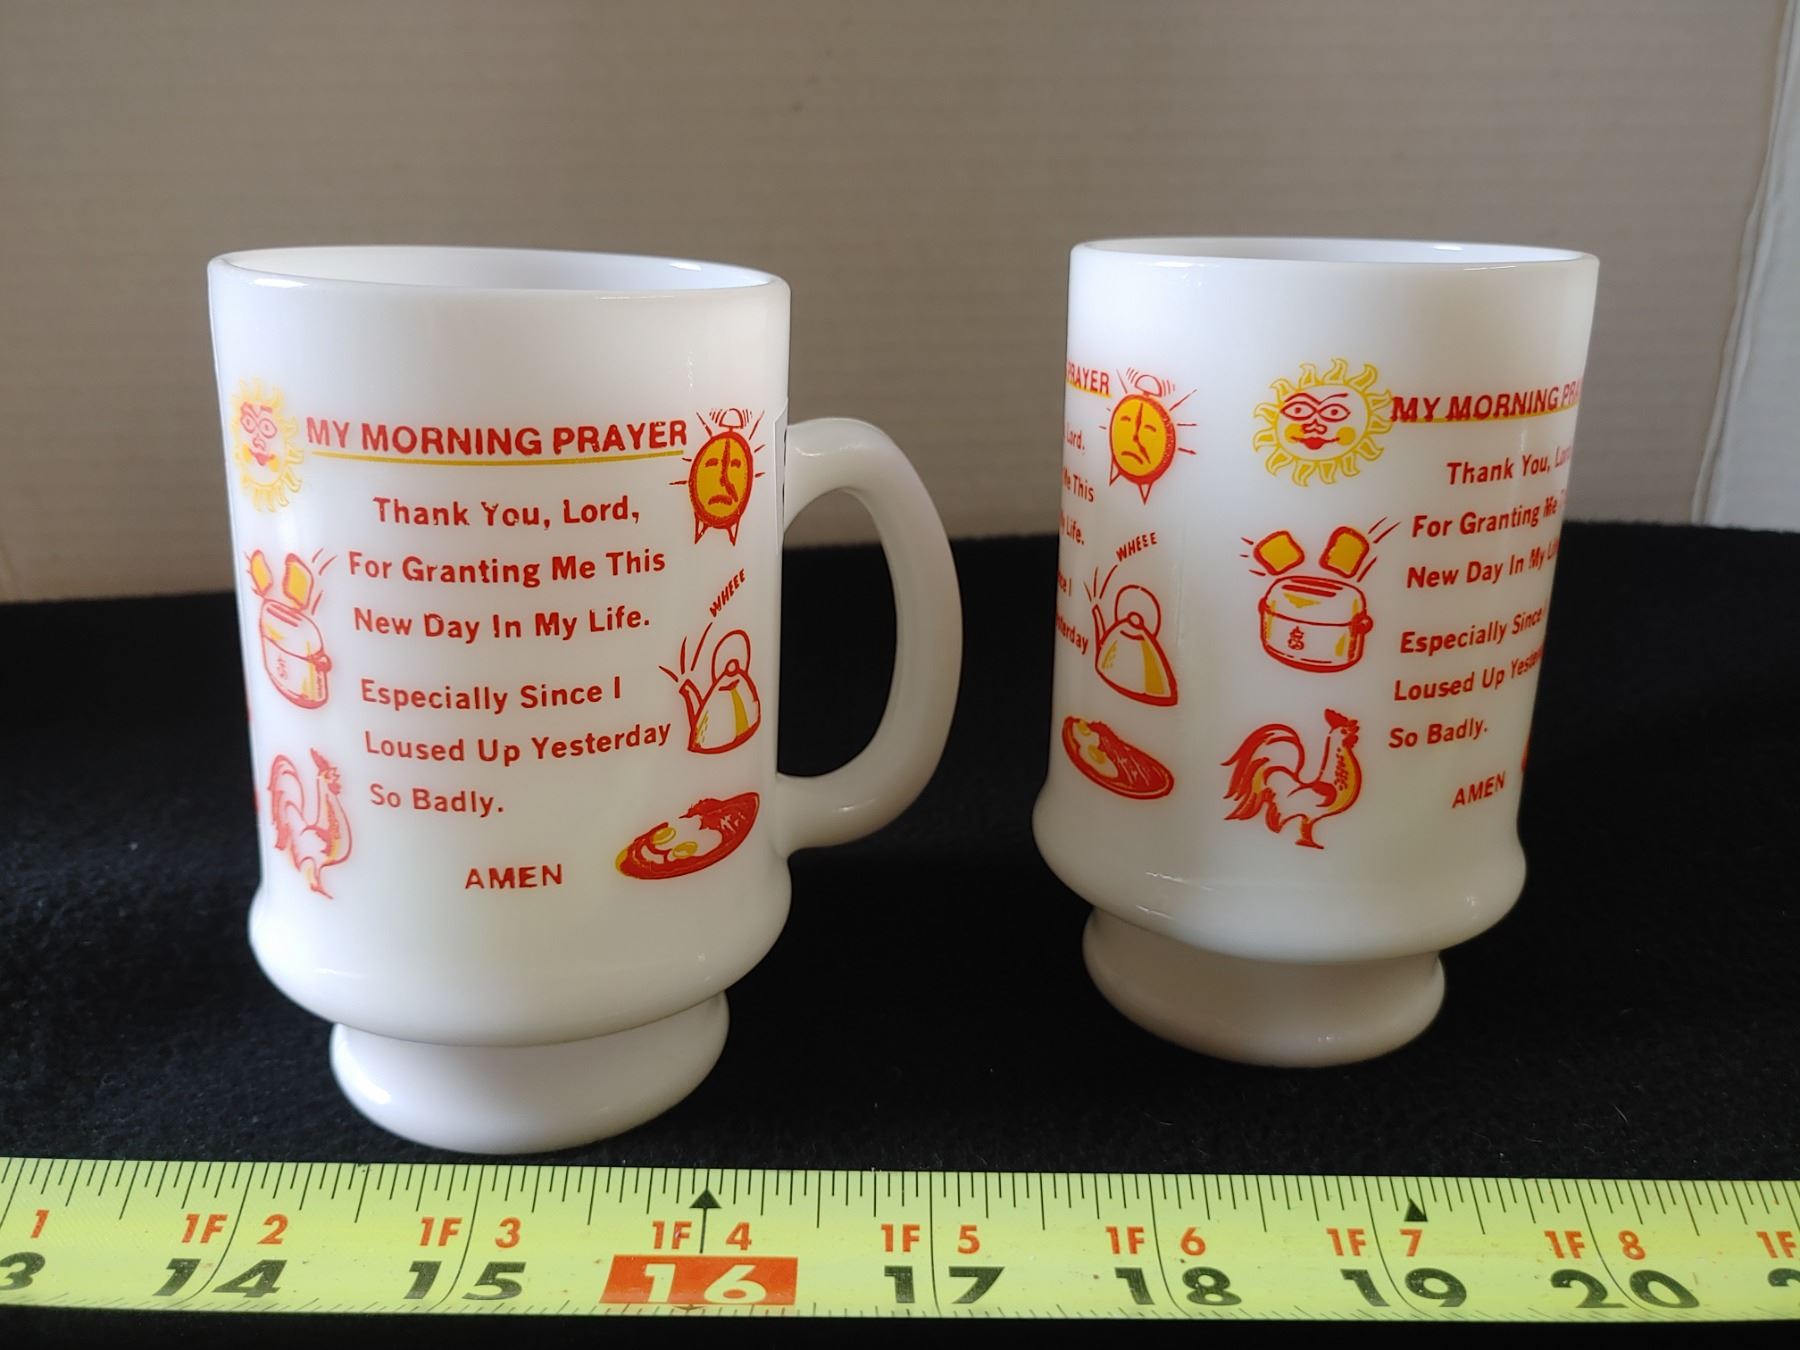 MY MORNING PRAYER
Thank You, Lord,
For Granting Me This
New Day In My Life.
WHEEE
Especially Since I
Loused Up Yesterday
So Badly.
AMEN
PRAYER
Lord,
Me This
Life.
WHEEE
I
MY MORNING
Thank You,
For Granting Me
New Day In My
Especially Since
Loused Up
So Badly.
AMEN
1 1F 2 1F 3 1F 4 1F 5 1F 6 1F 7 1F 8 1F
3 14 15 16 17 18 19 20